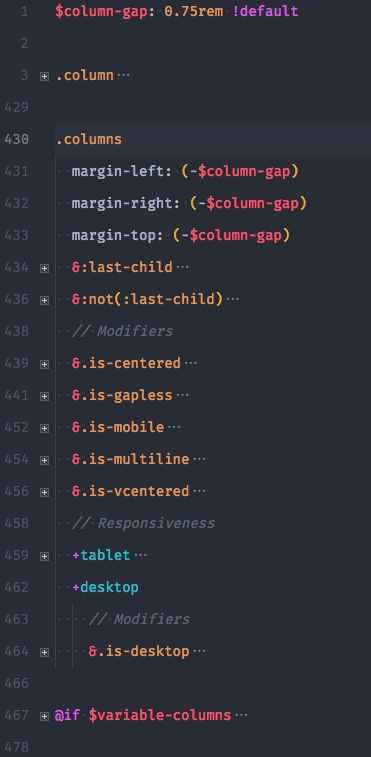 1 $column-gap: 0.75rem !default
2
3 .column···
429
430 .columns
431 margin-left: (-$column-gap)
432 margin-right: (-$column-gap)
433 margin-top: (-$column-gap)
434 &:last-child···
436 &:not(:last-child)···
438 // Modifiers
439 &.is-centered···
441 &.is-gapless···
452 &.is-mobile···
454 &.is-multiline···
456 &.is-vcentered···
458 // Responsiveness
459 +tablet···
462 +desktop
463 // Modifiers
464 &.is-desktop···
466
467 @if $variable-columns···
478